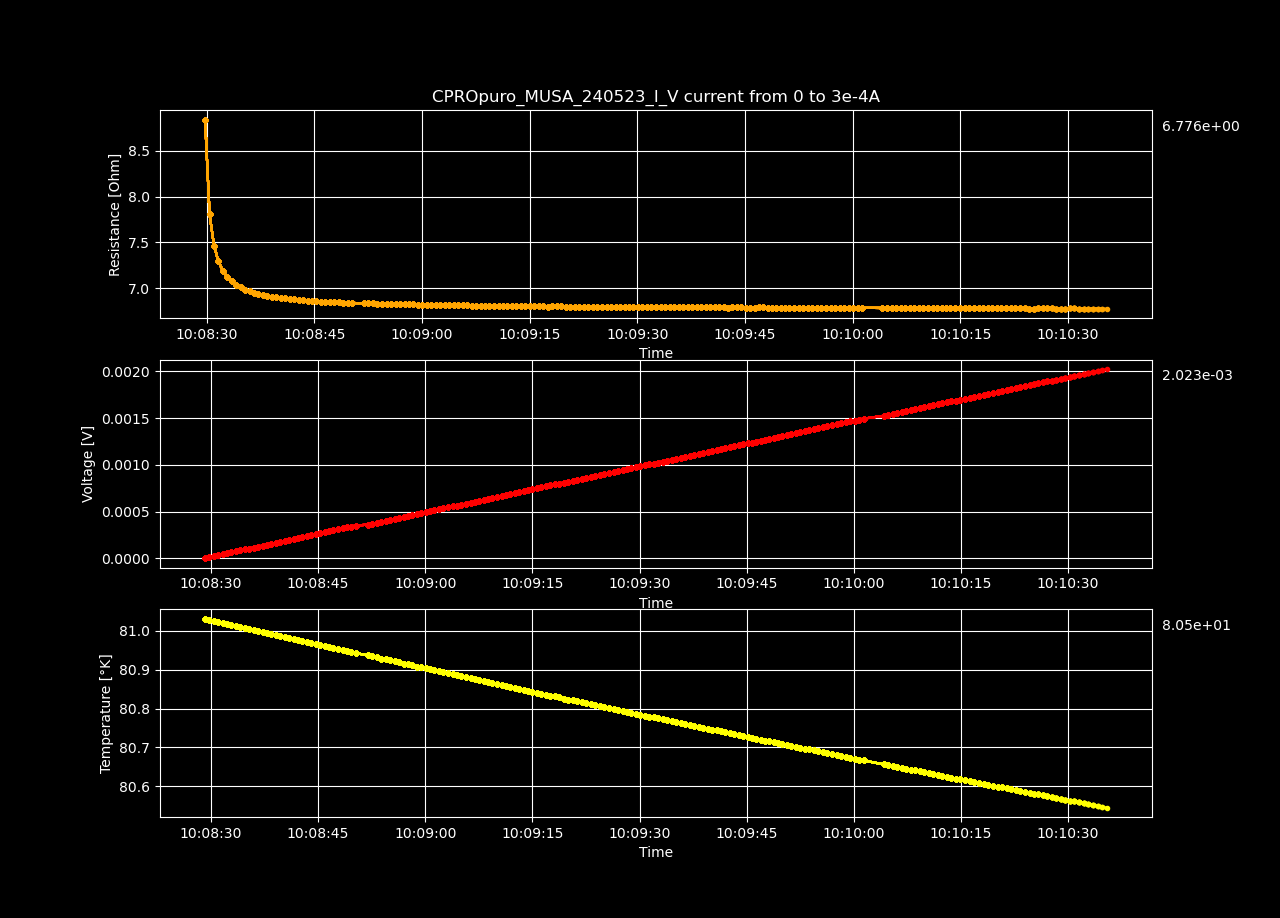 CPROpuro_MUSA_240523_I_V current from 0 to 3e-4A
6.776e+00
Resistance [Ohm]
8.5
8.0
7.5
7.0
10:08:30 10:08:45 10:09:00 10:09:15 10:09:30 10:09:45 10:10:00 10:10:15 10:10:30
Time
2.023e-03
Voltage [V]
0.0020
0.0015
0.0010
0.0005
0.0000
10:08:30 10:08:45 10:09:00 10:09:15 10:09:30 10:09:45 10:10:00 10:10:15 10:10:30
Time
8.05e+01
Temperature [°K]
81.0
80.9
80.8
80.7
80.6
10:08:30 10:08:45 10:09:00 10:09:15 10:09:30 10:09:45 10:10:00 10:10:15 10:10:30
Time